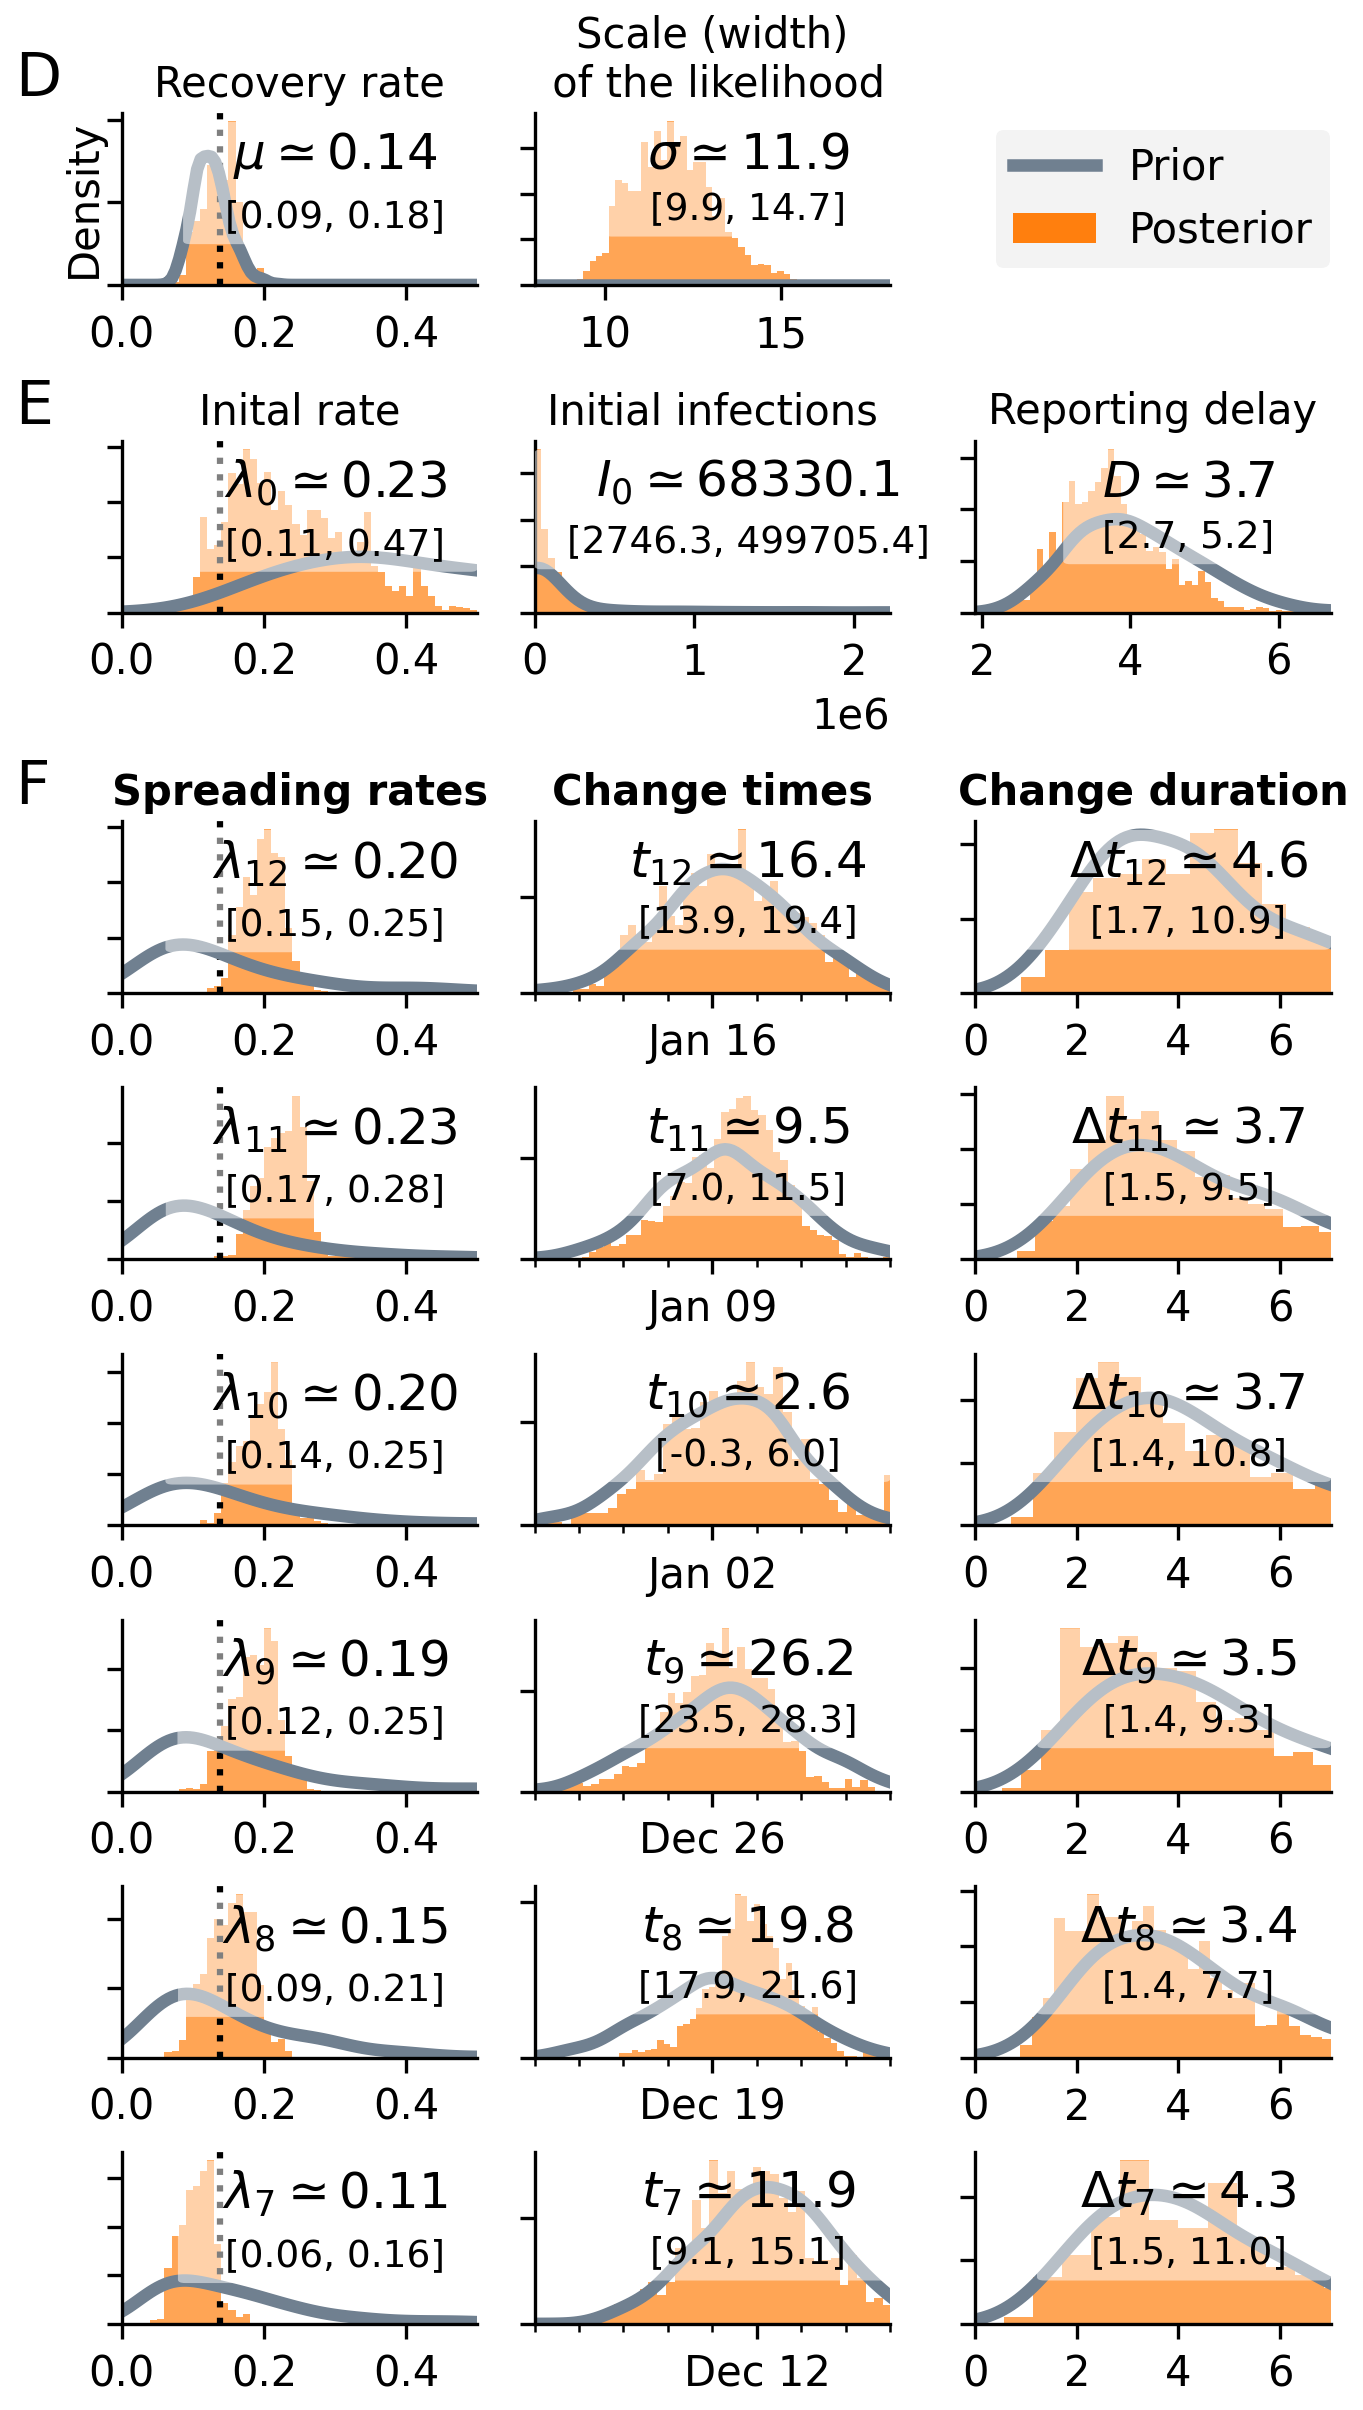 D
Recovery rate
Scale (width)
of the likelihood
Density
μ ≃ 0.14
[0.09, 0.18]
0.0 0.2 0.4
σ ≃ 11.9
[9.9, 14.7]
10 15
Prior
Posterior
E
Inital rate
λ0 ≃ 0.23
[0.11, 0.47]
0.0 0.2 0.4
Initial infections
I0 ≃ 68330.1
[2746.3, 499705.4]
0 1 2
1e6
Reporting delay
D ≃ 3.7
[2.7, 5.2]
2 4 6
F
Spreading rates
Change times
Change duration
λ12 ≃ 0.20
[0.15, 0.25]
0.0 0.2 0.4
t12 ≃ 16.4
[13.9, 19.4]
Jan 16
Δt12 ≃ 4.6
[1.7, 10.9]
0 2 4 6
λ11 ≃ 0.23
[0.17, 0.28]
0.0 0.2 0.4
t11 ≃ 9.5
[7.0, 11.5]
Jan 09
Δt11 ≃ 3.7
[1.5, 9.5]
0 2 4 6
λ10 ≃ 0.20
[0.14, 0.25]
0.0 0.2 0.4
t10 ≃ 2.6
[-0.3, 6.0]
Jan 02
Δt10 ≃ 3.7
[1.4, 10.8]
0 2 4 6
λ9 ≃ 0.19
[0.12, 0.25]
0.0 0.2 0.4
t9 ≃ 26.2
[23.5, 28.3]
Dec 26
Δt9 ≃ 3.5
[1.4, 9.3]
0 2 4 6
λ8 ≃ 0.15
[0.09, 0.21]
0.0 0.2 0.4
t8 ≃ 19.8
[17.9, 21.6]
Dec 19
Δt8 ≃ 3.4
[1.4, 7.7]
0 2 4 6
λ7 ≃ 0.11
[0.06, 0.16]
0.0 0.2 0.4
t7 ≃ 11.9
[9.1, 15.1]
Dec 12
Δt7 ≃ 4.3
[1.5, 11.0]
0 2 4 6